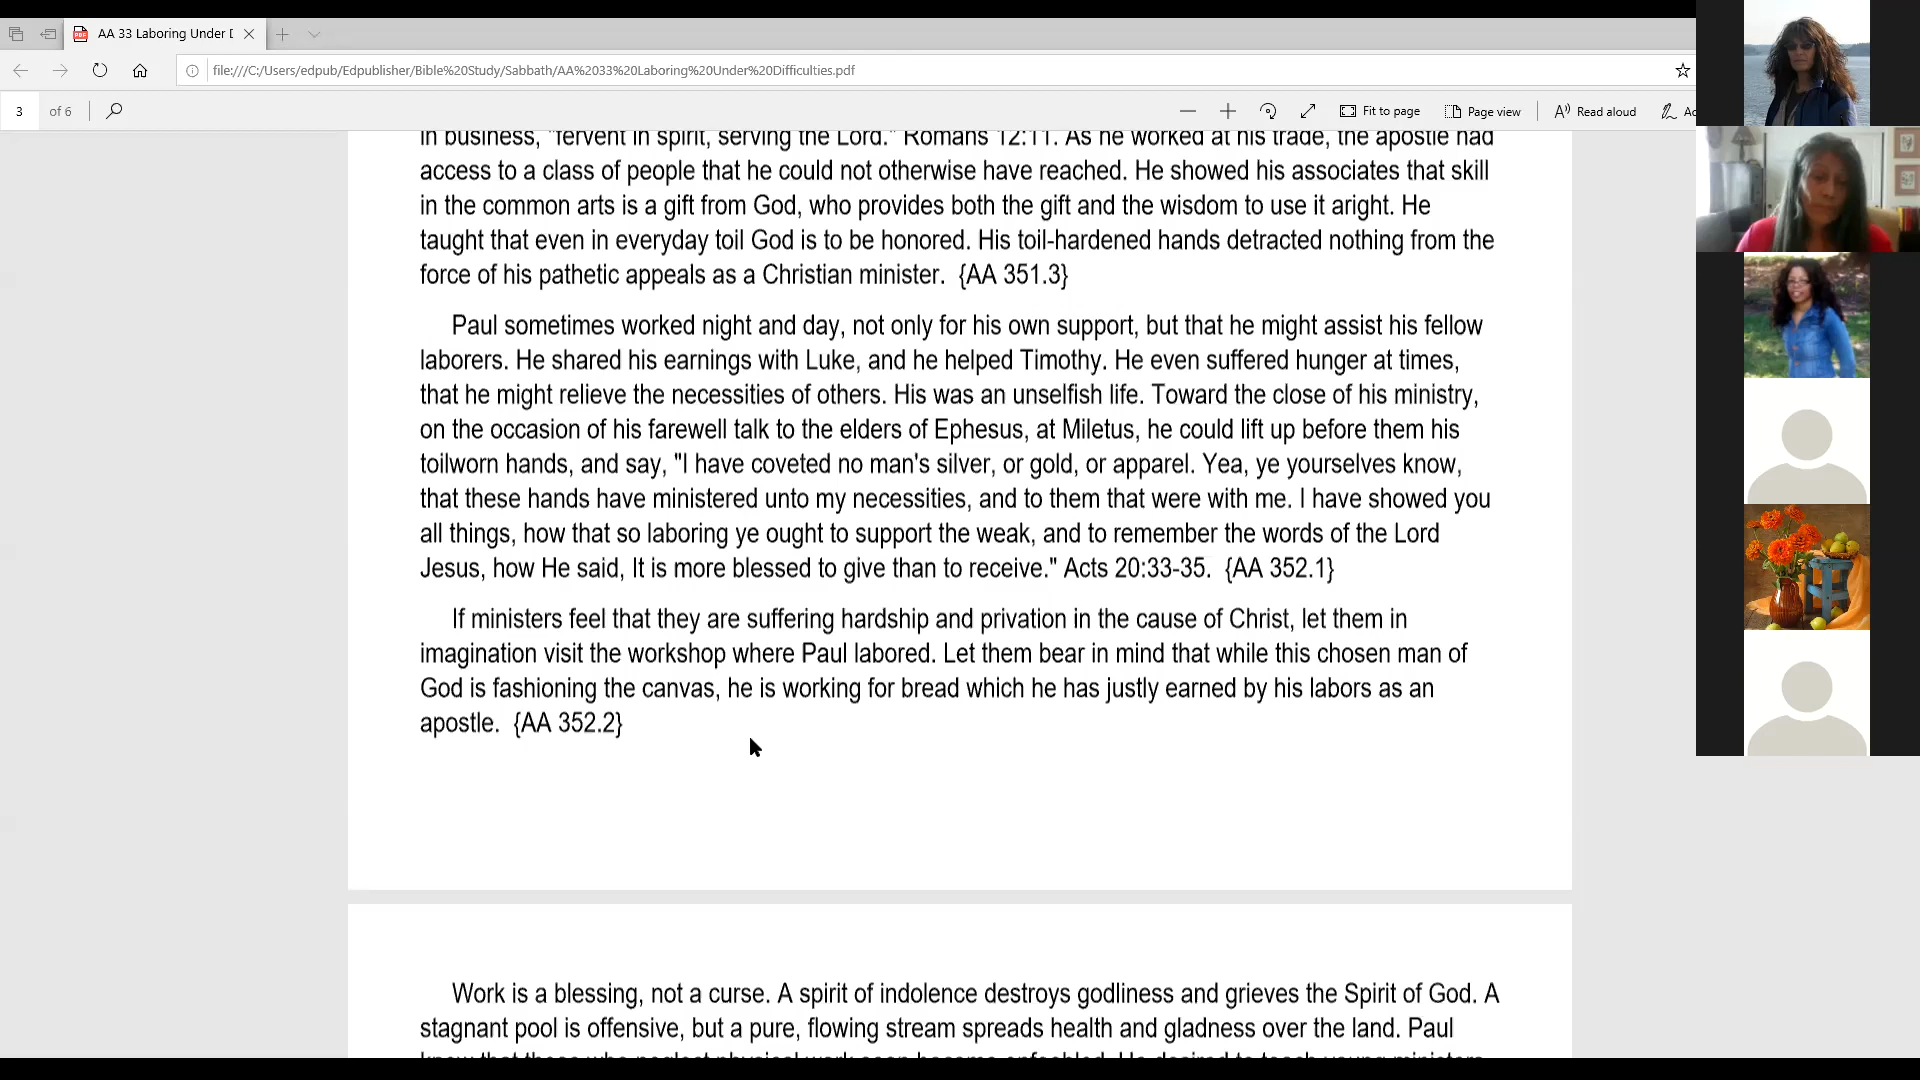 AA 33 Laboring Under
file:///C:/Users/edpub/Edpublisher/Bible%20Study/Sabbath/AA%2033%20Laboring%20Under%20Difficulties.pdf
3 of 6 Fit to page Page view Read aloud
in business, "fervent in spirit, serving the Lord." Romans 12:11. As he worked at his trade, the apostle had
access to a class of people that he could not otherwise have reached. He showed his associates that skill
in the common arts is a gift from God, who provides both the gift and the wisdom to use it aright. He
taught that even in everyday toil God is to be honored. His toil-hardened hands detracted nothing from the
force of his pathetic appeals as a Christian minister.  {AA 351.3}
Paul sometimes worked night and day, not only for his own support, but that he might assist his fellow
laborers. He shared his earnings with Luke, and he helped Timothy. He even suffered hunger at times,
that he might relieve the necessities of others. His was an unselfish life. Toward the close of his ministry,
on the occasion of his farewell talk to the elders of Ephesus, at Miletus, he could lift up before them his
toilworn hands, and say, "I have coveted no man's silver, or gold, or apparel. Yea, ye yourselves know,
that these hands have ministered unto my necessities, and to them that were with me. I have showed you
all things, how that so laboring ye ought to support the weak, and to remember the words of the Lord
Jesus, how He said, It is more blessed to give than to receive." Acts 20:33-35.  {AA 352.1}
If ministers feel that they are suffering hardship and privation in the cause of Christ, let them in
imagination visit the workshop where Paul labored. Let them bear in mind that while this chosen man of
God is fashioning the canvas, he is working for bread which he has justly earned by his labors as an
apostle.  {AA 352.2}
Work is a blessing, not a curse. A spirit of indolence destroys godliness and grieves the Spirit of God. A
stagnant pool is offensive, but a pure, flowing stream spreads health and gladness over the land. Paul